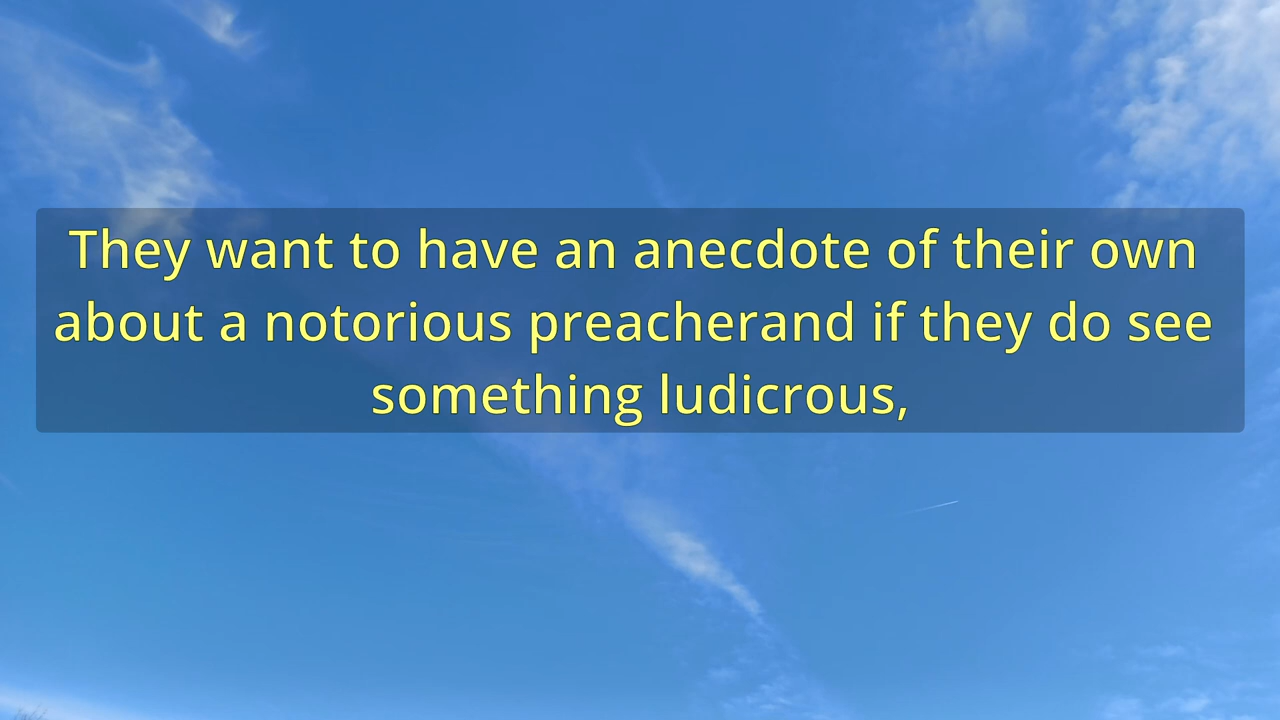 They want to have an anecdote of their own
about a notorious preacherand if they do see
something ludicrous,